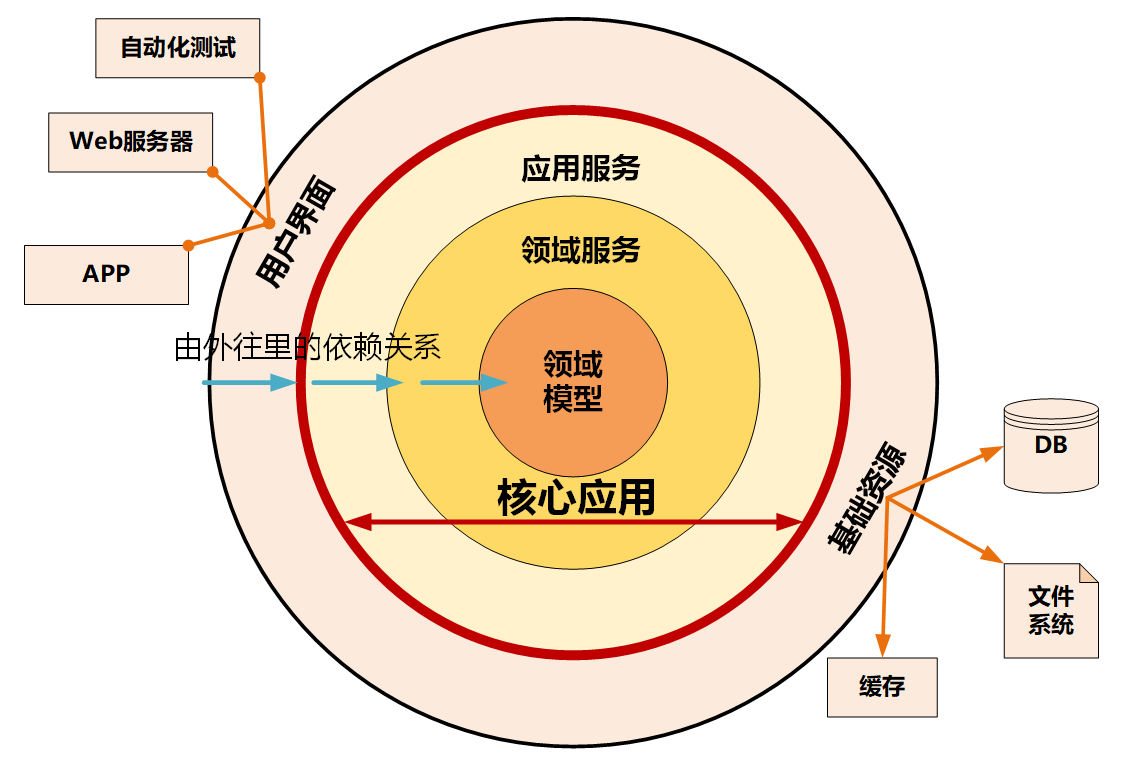 自动化测试
Web服务器
APP
用户界面
应用服务
领域服务
由外往里的依赖关系
领域
模型
核心应用
基础资源
DB
文件
系统
缓存